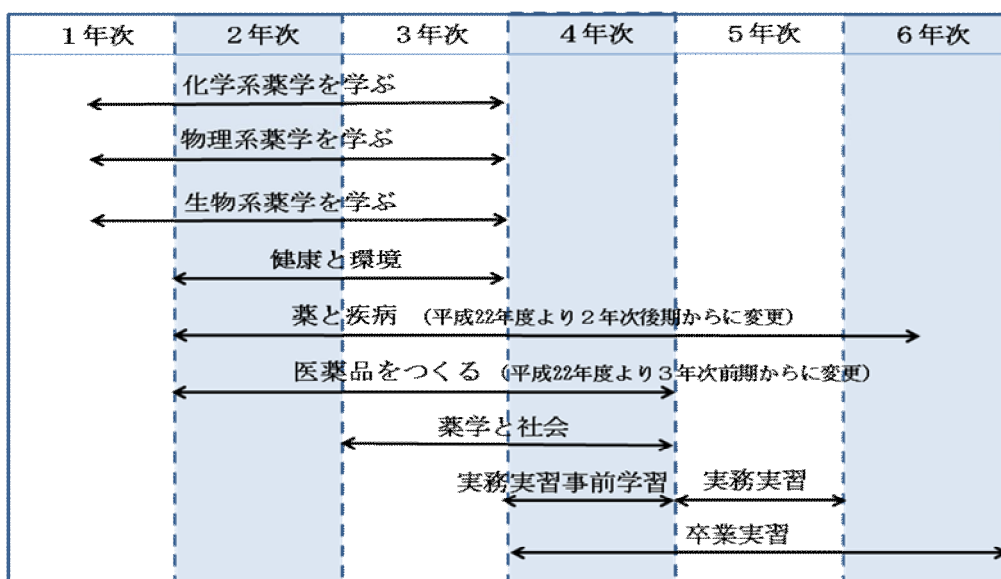 1年次 2年次 3年次 4年次 5年次 6年次
化学系薬学を学ぶ
物理系薬学を学ぶ
生物系薬学を学ぶ
健康と環境
薬と疾病 (平成22年度より2年次後期からに変更)
医薬品をつくる (平成22年度より3年次前期からに変更)
薬学と社会
実務実習事前学習 実務実習
卒業実習